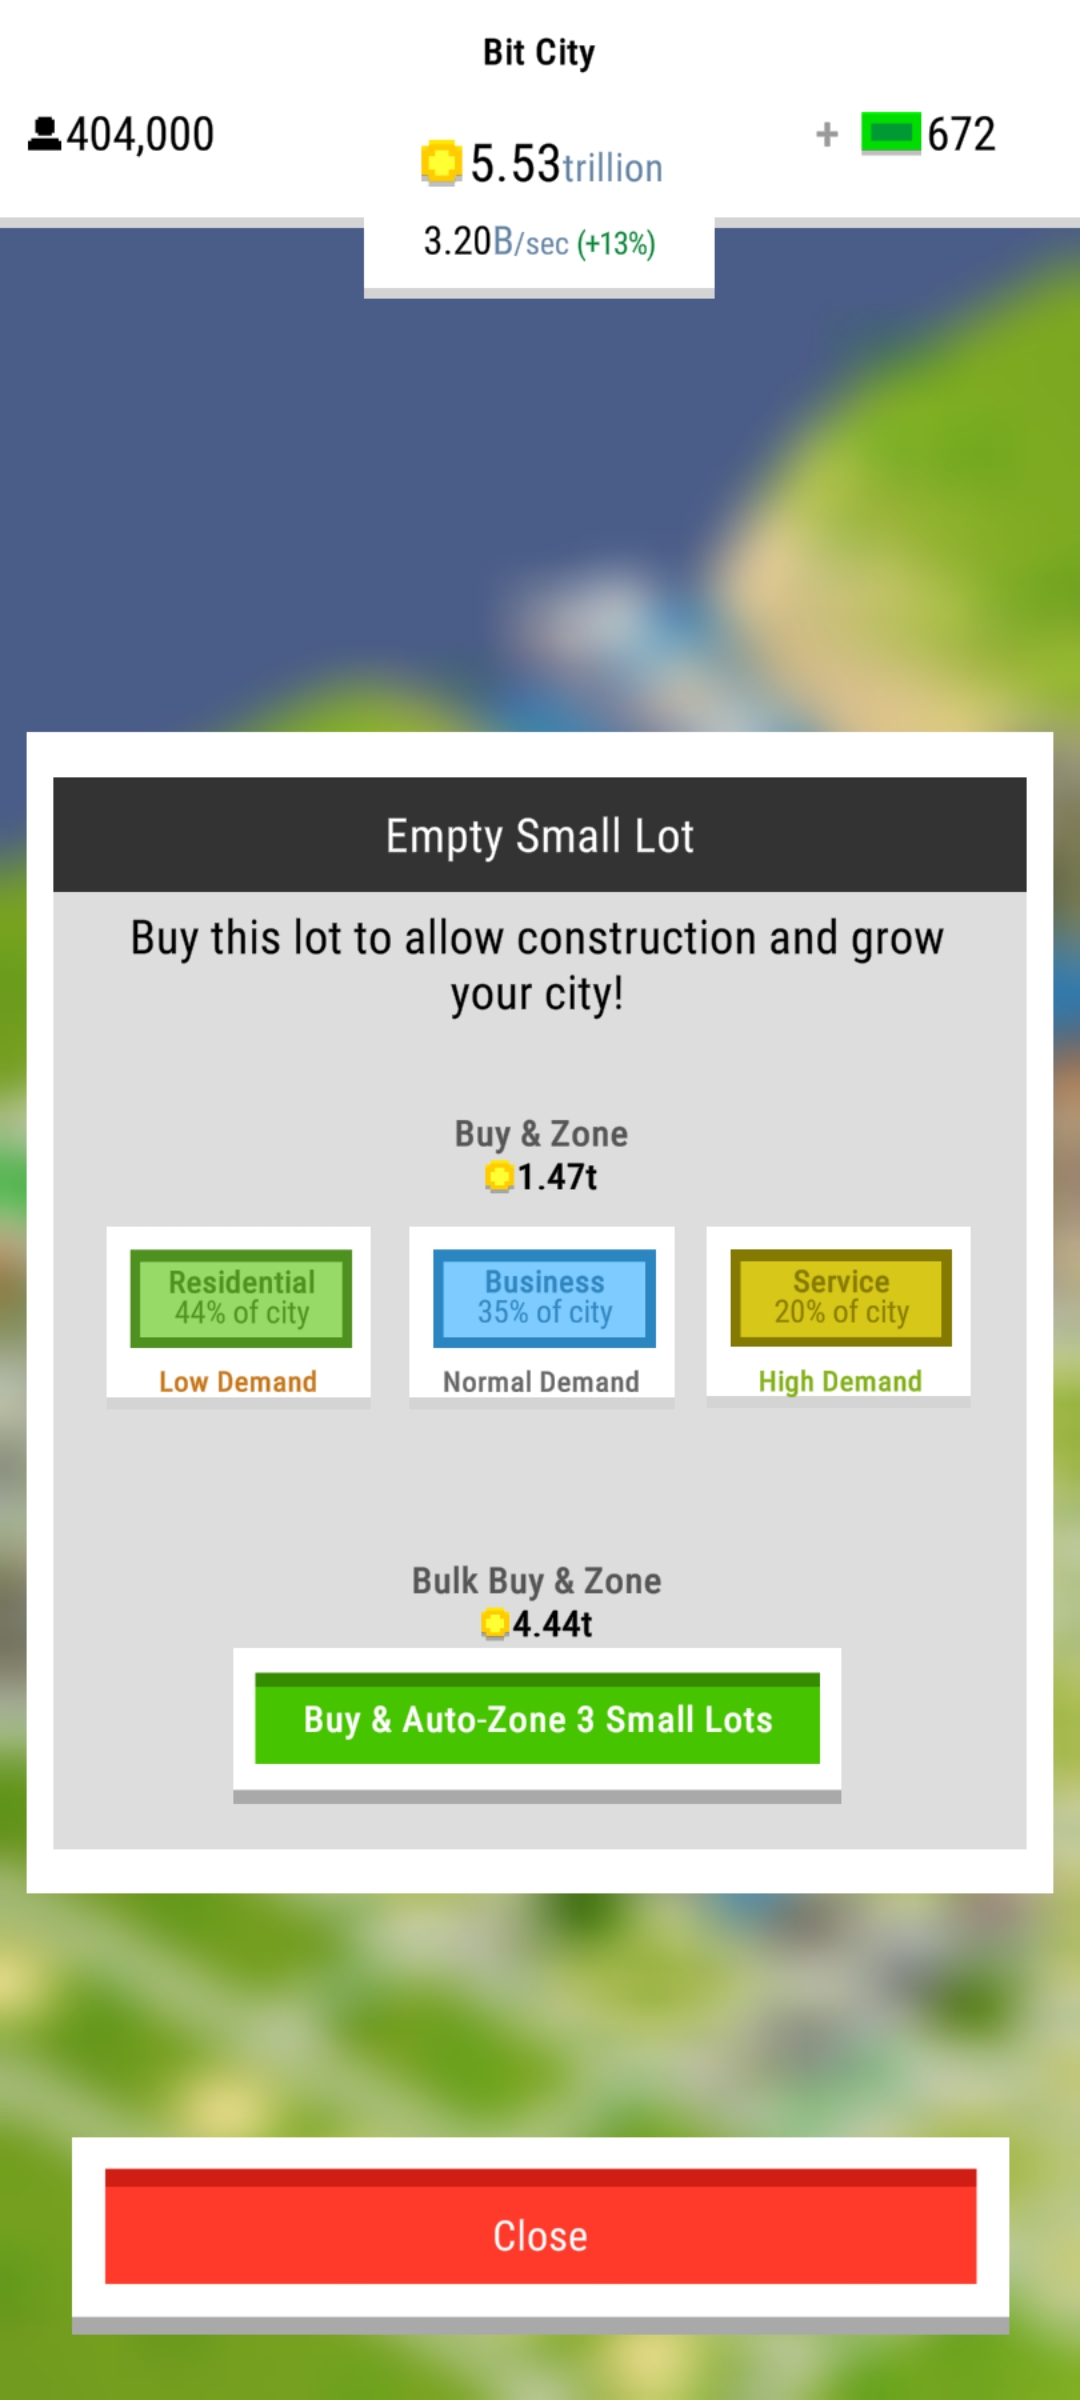 Bit City
404,000
5.53trillion
+ 672
3.20B/sec (+13%)
Empty Small Lot
Buy this lot to allow construction and grow
your city!
Buy & Zone
1.47t
Residential
44% of city
Low Demand
Business
35% of city
Normal Demand
Service
20% of city
High Demand
Bulk Buy & Zone
4.44t
Buy & Auto-Zone 3 Small Lots
Close